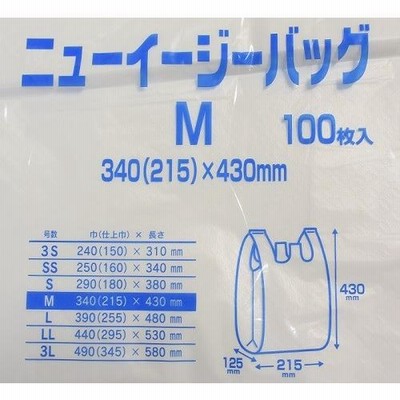 ニューイージーバッグ
M 100枚入
340(215)×430mm
号数 巾(仕上巾) × 長さ
3S 240(150) × 310 mm
SS 250(160) × 340 mm
S 290(180) × 380 mm
M 340(215) × 430 mm
L 390(255) × 480 mm
LL 440(295) × 530 mm
3L 490(345) × 580 mm
430 mm
125 mm
215 mm